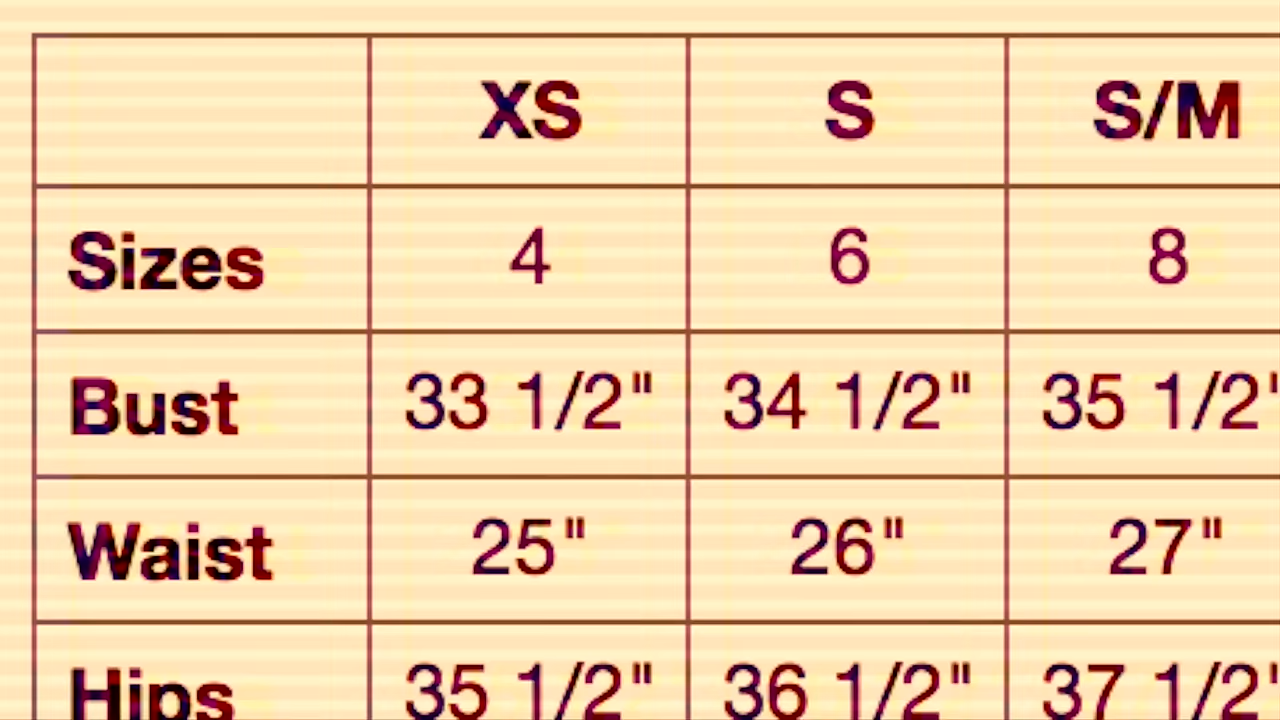 XS S S/M
Sizes 4 6 8
Bust 33 1/2" 34 1/2" 35 1/2"
Waist 25" 26" 27"
Hips 35 1/2" 36 1/2" 37 1/2"